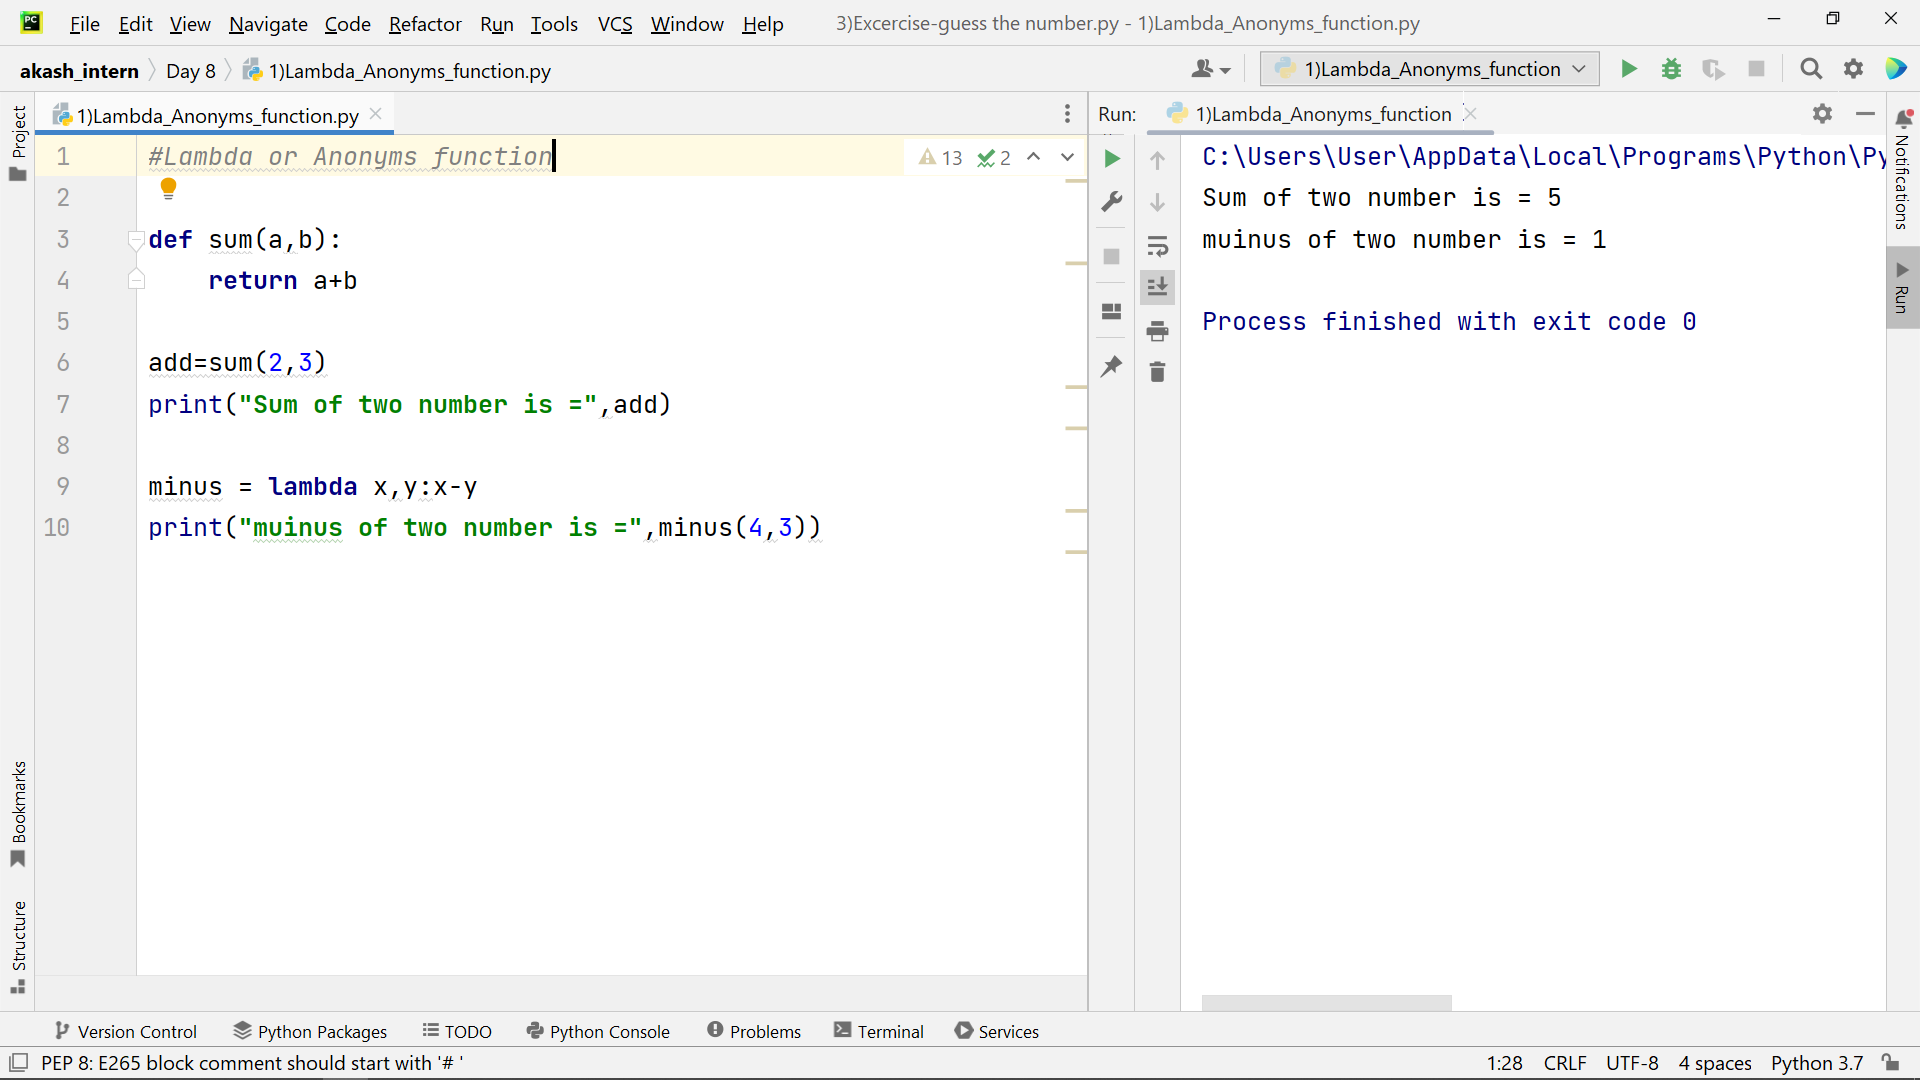 PC File Edit View Navigate Code Refactor Run Tools VCS Window Help 3)Excercise-guess the number.py - 1)Lambda_Anonyms_function.py
akash_intern Day 8 1)Lambda_Anonyms_function.py 1)Lambda_Anonyms_function
1)Lambda_Anonyms_function.py
Run: 1)Lambda_Anonyms_function
Project
Bookmarks
Structure
13 2
1 #Lambda or Anonyms function
2
3 def sum(a,b):
4 return a+b
5
6 add=sum(2,3)
7 print("Sum of two number is =",add)
8
9 minus = lambda x,y:x-y
10 print("muinus of two number is =",minus(4,3))
C:\Users\User\AppData\Local\Programs\Python\Py
Sum of two number is = 5
muinus of two number is = 1
Process finished with exit code 0
Notifications
Run
Version Control Python Packages TODO Python Console Problems Terminal Services
PEP 8: E265 block comment should start with '# ' 1:28 CRLF UTF-8 4 spaces Python 3.7